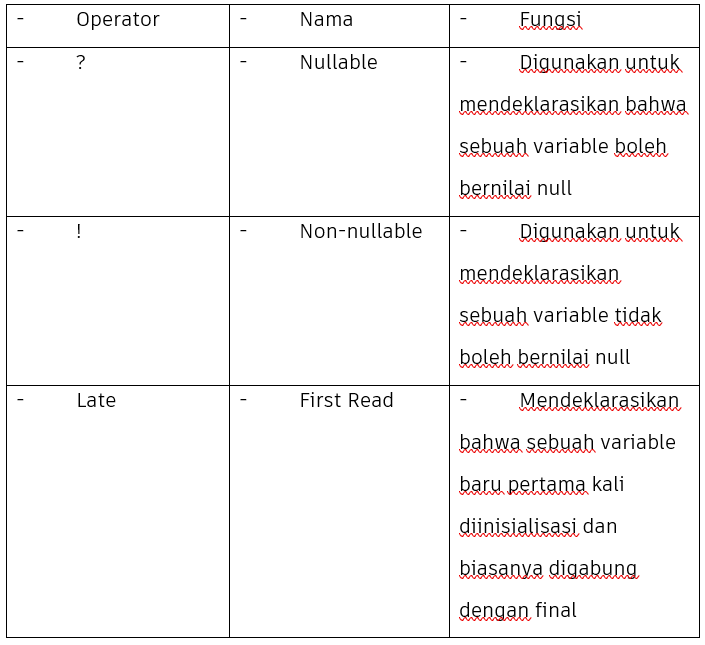 - Operator - Nama - Fungsi
- ? - Nullable - Digunakan untuk
mendeklarasikan bahwa
sebuah variable boleh
bernilai null
- ! - Non-nullable - Digunakan untuk
mendeklarasikan
sebuah variable tidak
boleh bernilai null
- Late - First Read - Mendeklarasikan
bahwa sebuah variable
baru pertama kali
diinisialisasi dan
biasanya digabung
dengan final